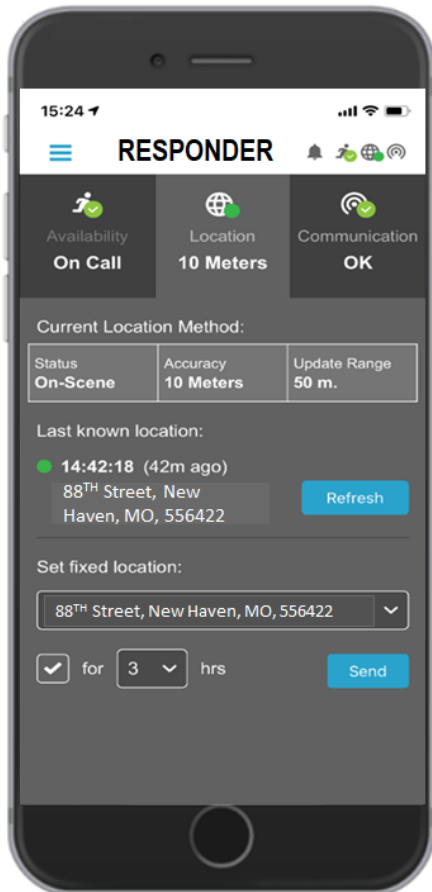 15:24
RESPONDER
Availability
On Call
Location
10 Meters
Communication
OK
Current Location Method:
Status
On-Scene
Accuracy
10 Meters
Update Range
50 m.
Last known location:
14:42:18 (42m ago)
88TH Street, New
Haven, MO, 556422
Refresh
Set fixed location:
88TH Street, New Haven, MO, 556422
for 3 hrs
Send